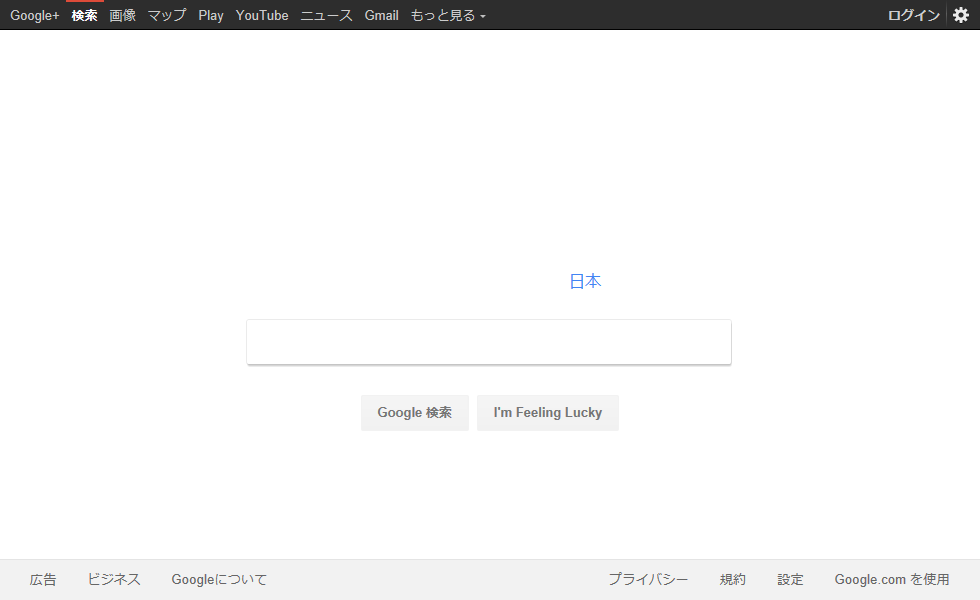 Google+ 検索 画像 マップ Play YouTube ニュース Gmail もっと見る ログイン
日本
Google 検索 I'm Feeling Lucky
広告 ビジネス Googleについて プライバシー 規約 設定 Google.com を使用